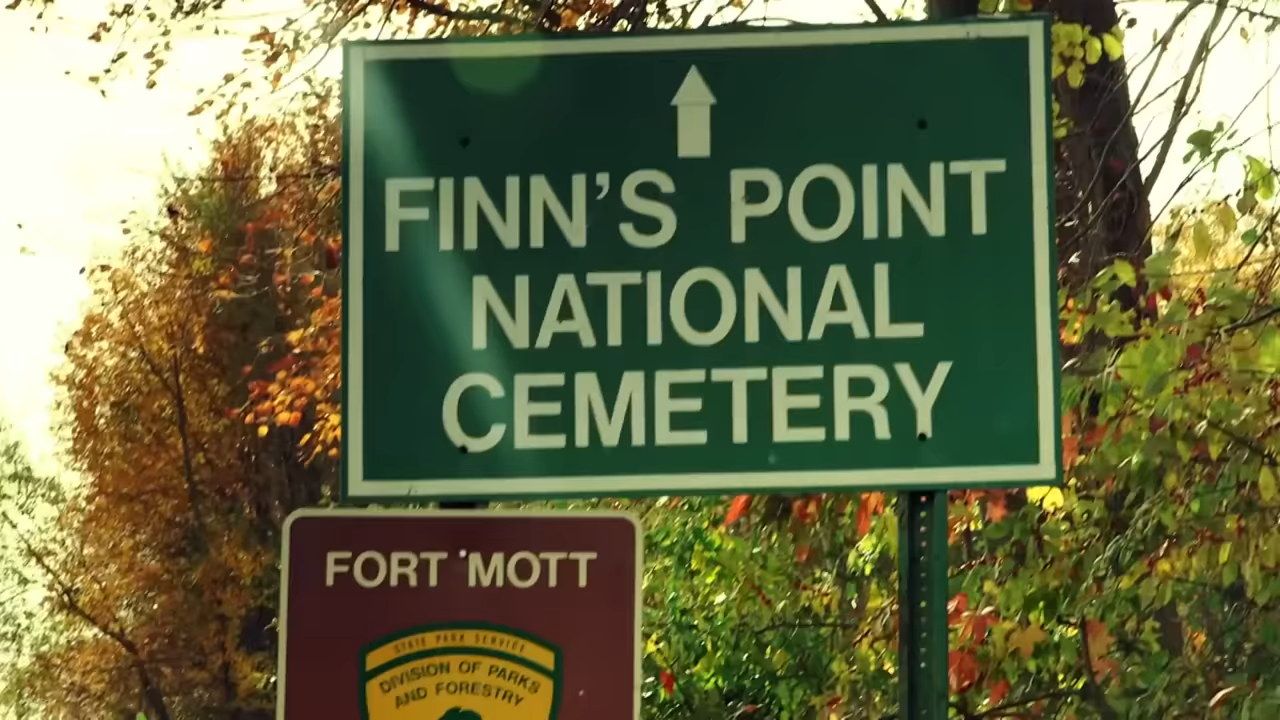 FINN'S POINT
NATIONAL
CEMETERY
FORT MOTT
STATE PARK SERVICE
DIVISION OF PARKS
AND FORESTRY